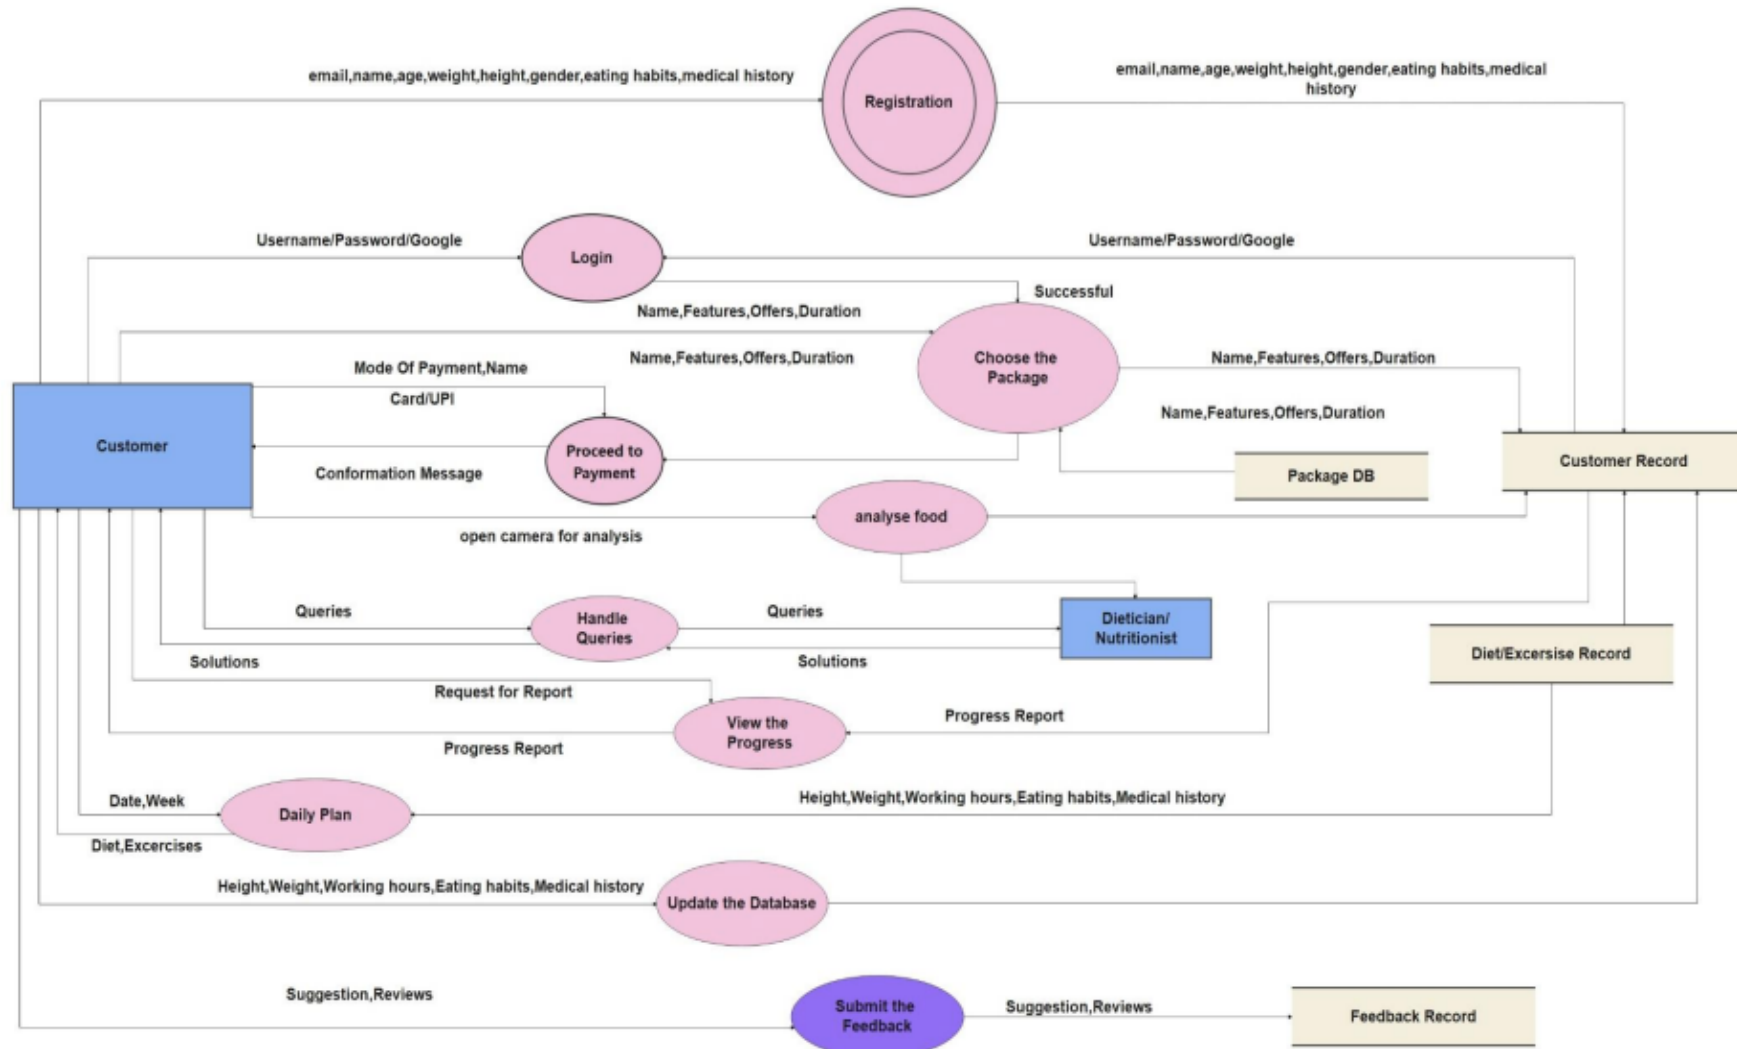 email,name,age,weight,height,gender,eating habits,medical history
email,name,age,weight,height,gender,eating habits,medical
history
Registration
Username/Password/Google
Login
Username/Password/Google
Successful
Name,Features,Offers,Duration
Name,Features,Offers,Duration
Choose the
Package
Name,Features,Offers,Duration
Mode Of Payment,Name
Card/UPI
Name,Features,Offers,Duration
Customer
Proceed to
Payment
Conformation Message
Package DB
Customer Record
analyse food
open camera for analysis
Queries
Handle
Queries
Queries
Dietician/
Nutritionist
Solutions
Solutions
Diet/Excersise Record
Request for Report
View the
Progress
Progress Report
Progress Report
Date,Week
Daily Plan
Height,Weight,Working hours,Eating habits,Medical history
Diet,Excercises
Height,Weight,Working hours,Eating habits,Medical history
Update the Database
Suggestion,Reviews
Submit the
Feedback
Suggestion,Reviews
Feedback Record